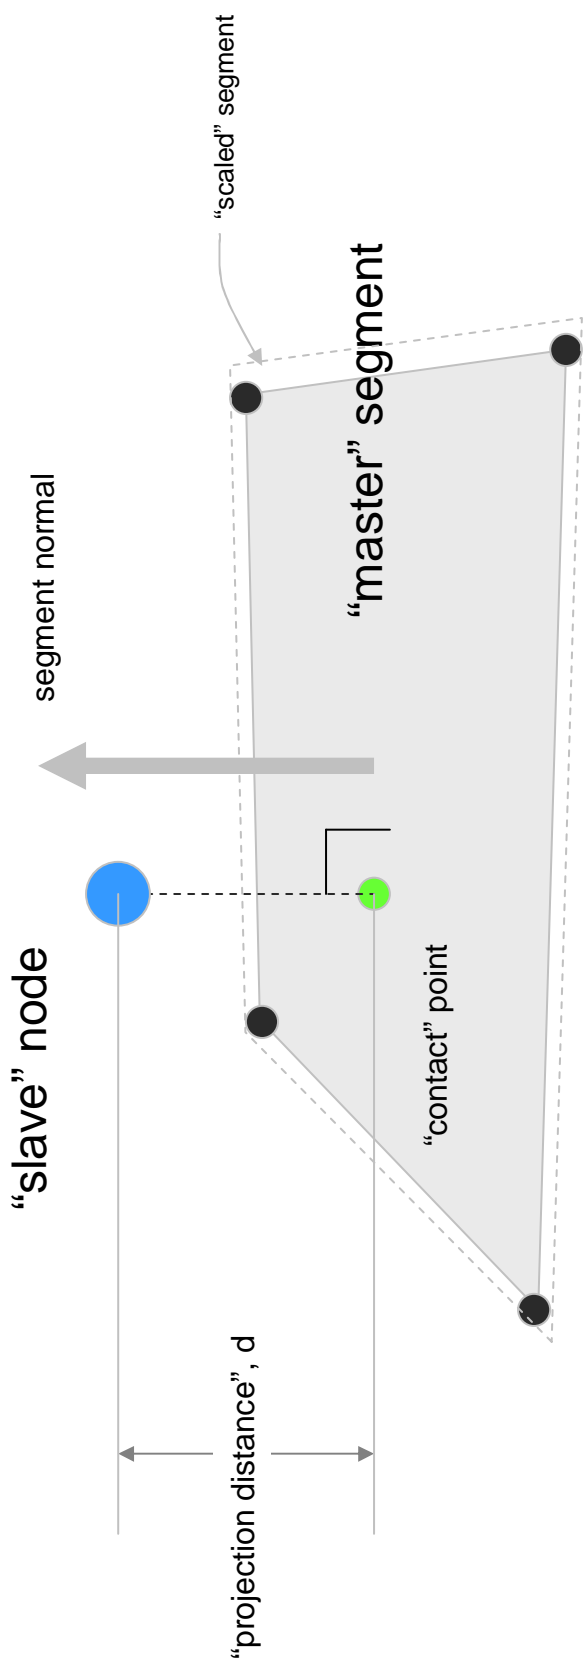 “slave” node
segment normal
“scaled” segment
“projection distance”, d
“master” segment
“contact” point